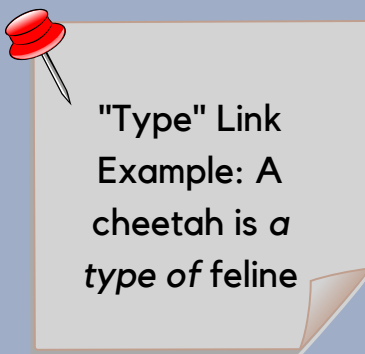 "Type" Link
Example: A
cheetah is a
type of feline